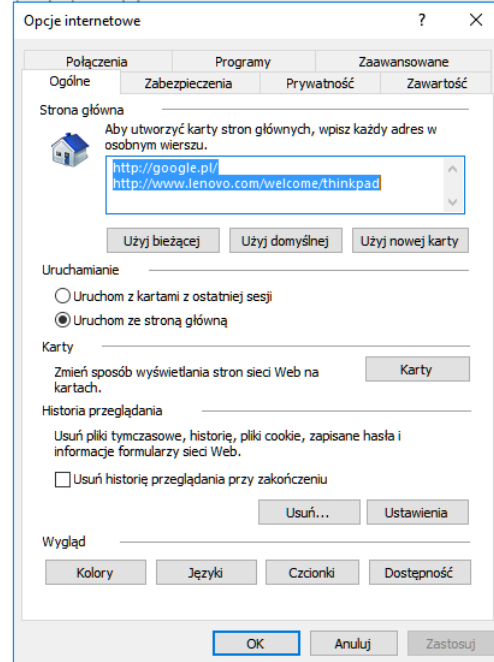 Opcje internetowe
Połączenia Programy Zaawansowane
Ogólne Zabezpieczenia Prywatność Zawartość
Strona główna
Aby utworzyć karty stron głównych, wpisz każdy adres w
osobnym wierszu.
http://google.pl/
http://www.lenovo.com/welcome/thinkpad
Użyj bieżącej Użyj domyślnej Użyj nowej karty
Uruchamianie
Uruchom z kartami z ostatniej sesji
Uruchom ze stroną główną
Karty
Zmień sposób wyświetlania stron sieci Web na
kartach.
Karty
Historia przeglądania
Usuń pliki tymczasowe, historię, pliki cookie, zapisane hasła i
informacje formularzy sieci Web.
Usuń historię przeglądania przy zakończeniu
Usuń... Ustawienia
Wygląd
Kolory Języki Czcionki Dostępność
OK Anuluj Zastosuj